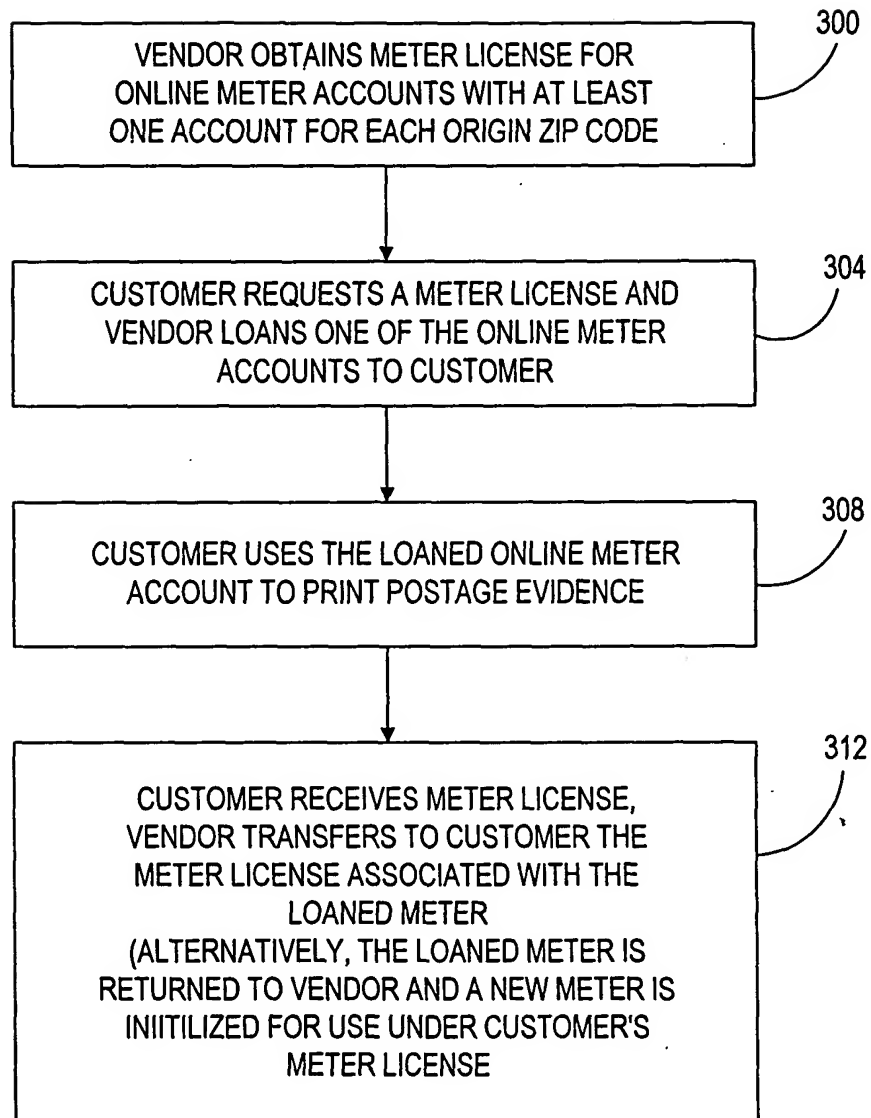 300
VENDOR OBTAINS METER LICENSE FOR
ONLINE METER ACCOUNTS WITH AT LEAST
ONE ACCOUNT FOR EACH ORIGIN ZIP CODE
304
CUSTOMER REQUESTS A METER LICENSE AND
VENDOR LOANS ONE OF THE ONLINE METER
ACCOUNTS TO CUSTOMER
308
CUSTOMER USES THE LOANED ONLINE METER
ACCOUNT TO PRINT POSTAGE EVIDENCE
312
CUSTOMER RECEIVES METER LICENSE,
VENDOR TRANSFERS TO CUSTOMER THE
METER LICENSE ASSOCIATED WITH THE
LOANED METER
(ALTERNATIVELY, THE LOANED METER IS
RETURNED TO VENDOR AND A NEW METER IS
INIITILIZED FOR USE UNDER CUSTOMER'S
METER LICENSE